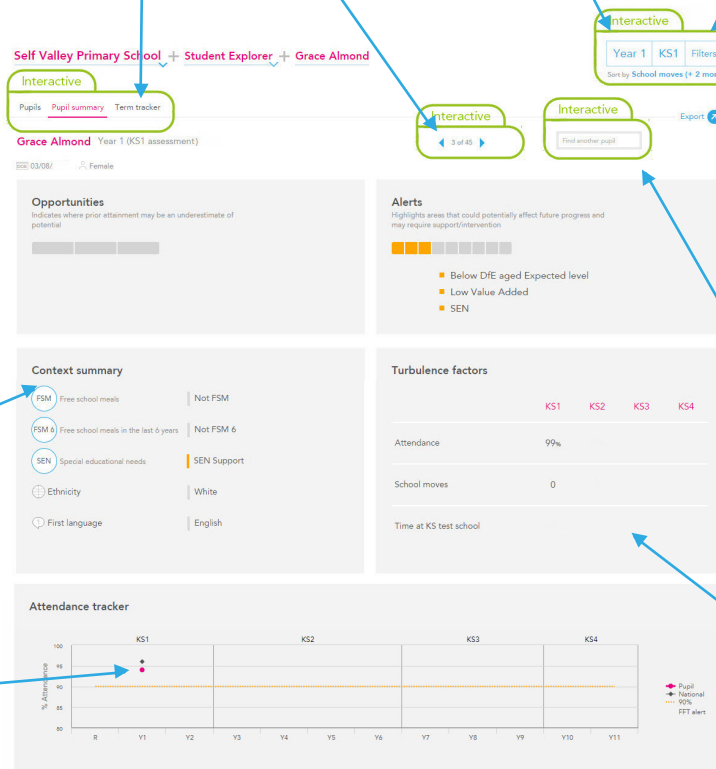 Interactive
Year 1 KS1 Filters
Sort by School moves (+ 2 mor
Self Valley Primary School + Student Explorer + Grace Almond
Interactive
Pupils Pupil summary Term tracker
Interactive
3 of 45
Interactive
Find another pupil
Export
Grace Almond Year 1 (KS1 assessment)
03/08/ Female
Opportunities
Indicates where prior attainment may be an underestimate of
potential
Alerts
Highlights areas that could potentially affect future progress and
may require support/intervention
Below DfE aged Expected level
Low Value Added
SEN
Context summary
FSM Free school meals Not FSM
FSM 6 Free school meals in the last 6 years Not FSM 6
SEN Special educational needs SEN Support
Ethnicity White
First language English
Turbulence factors
KS1 KS2 KS3 KS4
Attendance 99%
School moves 0
Time at KS test school
Attendance tracker
KS1 KS2 KS3 KS4
% Attendance
100
95
90
85
80
R Y1 Y2 Y3 Y4 Y5 Y6 Y7 Y8 Y9 Y10 Y11
Pupil
National
90%
FFT alert